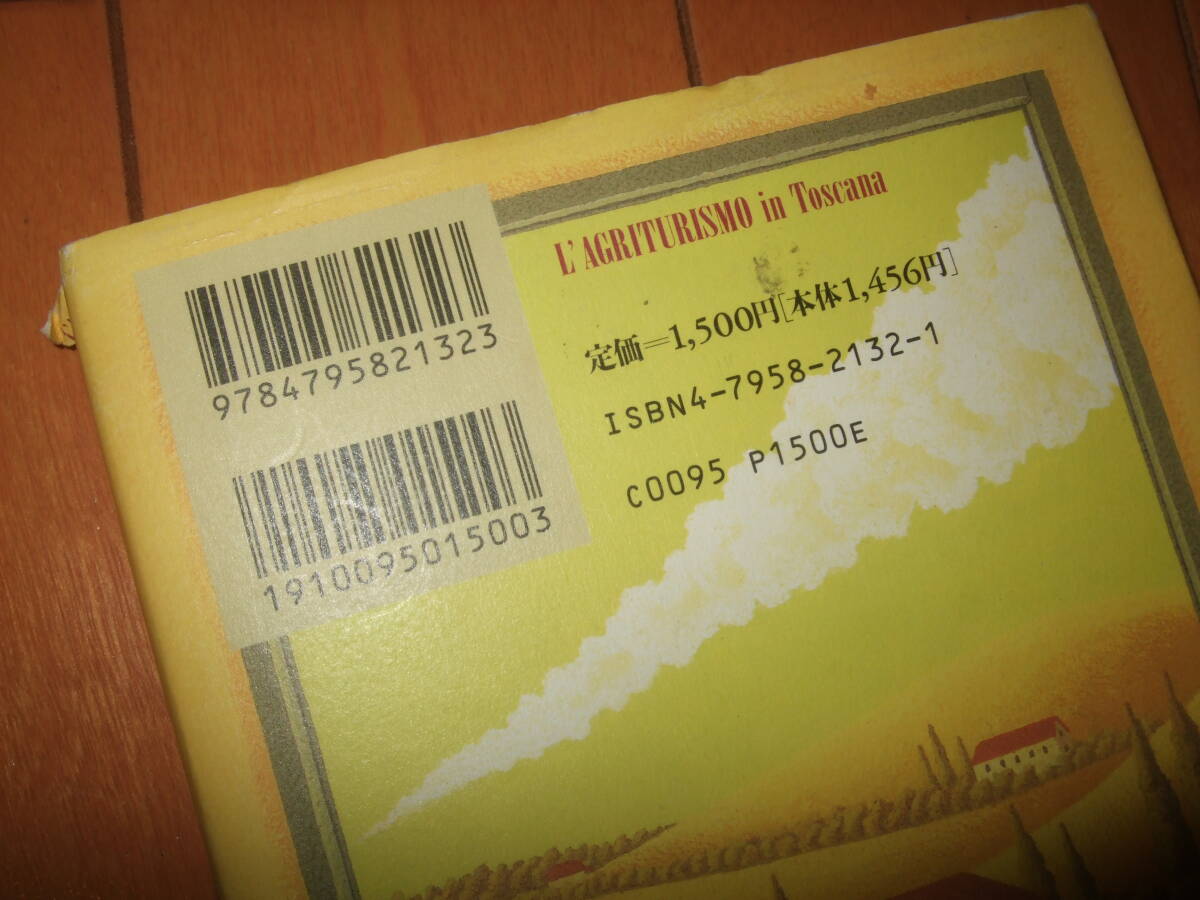 9784795821323
1910095015003
L'AGRITURISMO in Toscana
定価=1,500円[本体1,456円]
ISBN4-7958-2132-1
C0095 P1500E